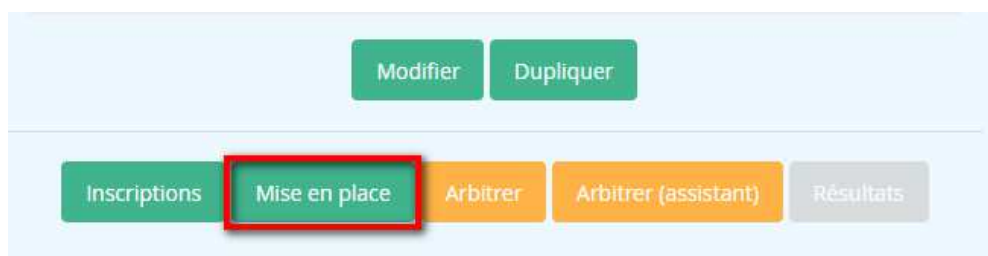 Modifier Dupliquer
Inscriptions Mise en place Arbitrer Arbitrer (assistant) Résultats